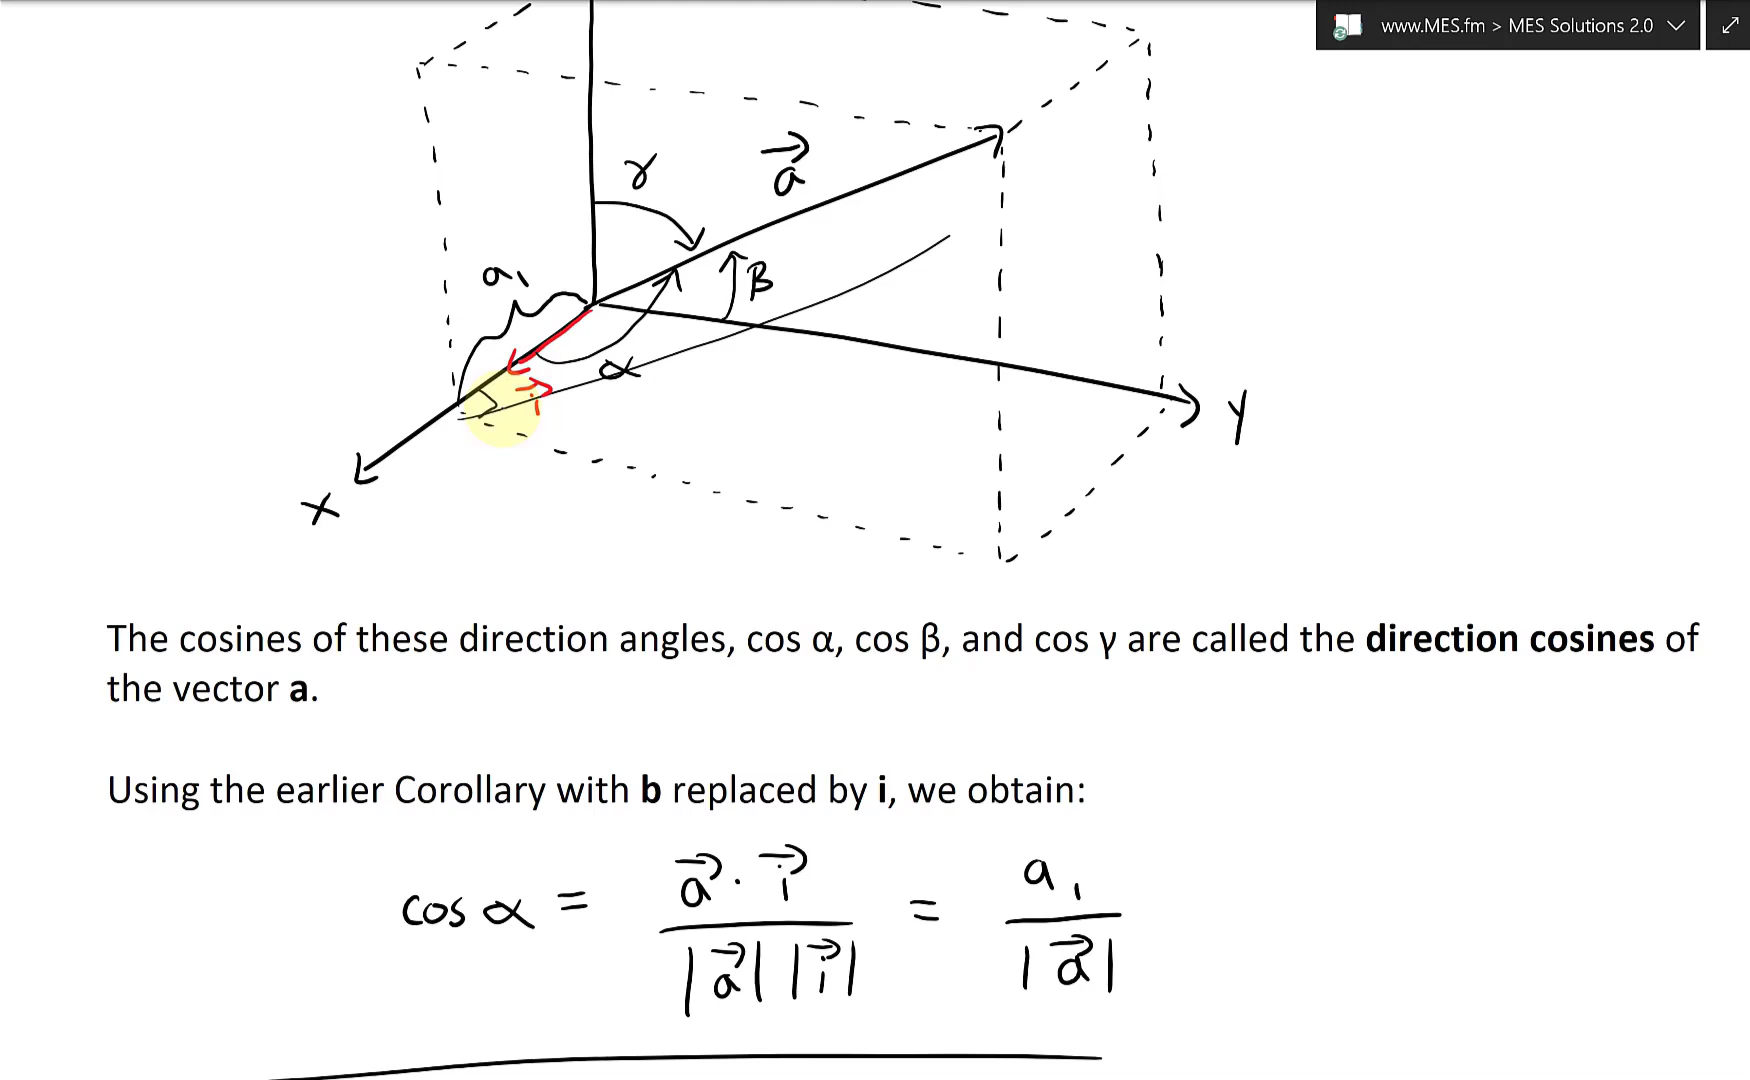 www.MES.fm > MES Solutions 2.0
γ
a⃗
β
a₁
α
i⃗
y
x
The cosines of these direction angles, cos α, cos β, and cos γ are called the direction cosines of
the vector a.
Using the earlier Corollary with b replaced by i, we obtain:
cos α = a⃗ · i⃗ / |a⃗| |i⃗| = a₁ / |a⃗|